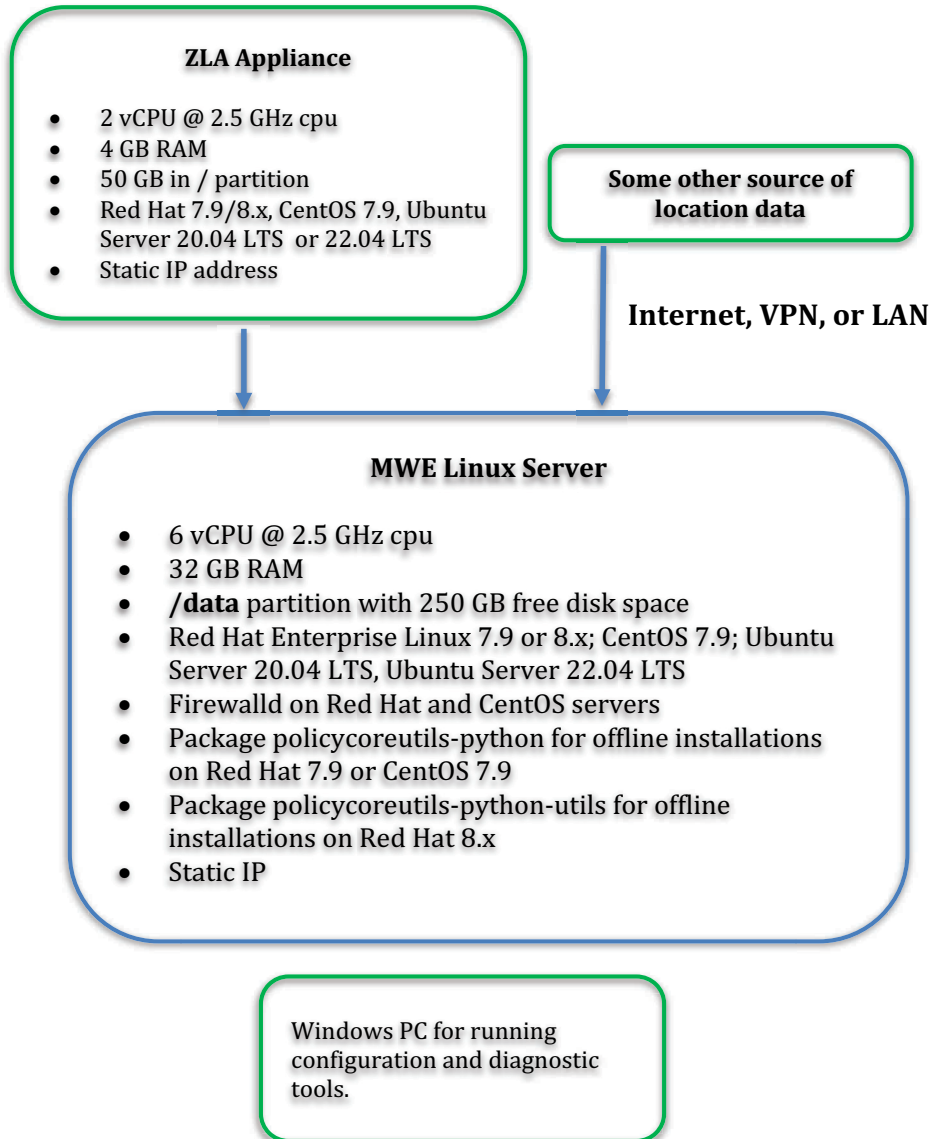 ZLA Appliance
• 2 vCPU @ 2.5 GHz cpu
• 4 GB RAM
• 50 GB in / partition
• Red Hat 7.9/8.x, CentOS 7.9, Ubuntu
Server 20.04 LTS or 22.04 LTS
• Static IP address
Some other source of
location data
Internet, VPN, or LAN
MWE Linux Server
• 6 vCPU @ 2.5 GHz cpu
• 32 GB RAM
• /data partition with 250 GB free disk space
• Red Hat Enterprise Linux 7.9 or 8.x; CentOS 7.9; Ubuntu
Server 20.04 LTS, Ubuntu Server 22.04 LTS
• Firewalld on Red Hat and CentOS servers
• Package policycoreutils-python for offline installations
on Red Hat 7.9 or CentOS 7.9
• Package policycoreutils-python-utils for offline
installations on Red Hat 8.x
• Static IP
Windows PC for running
configuration and diagnostic
tools.